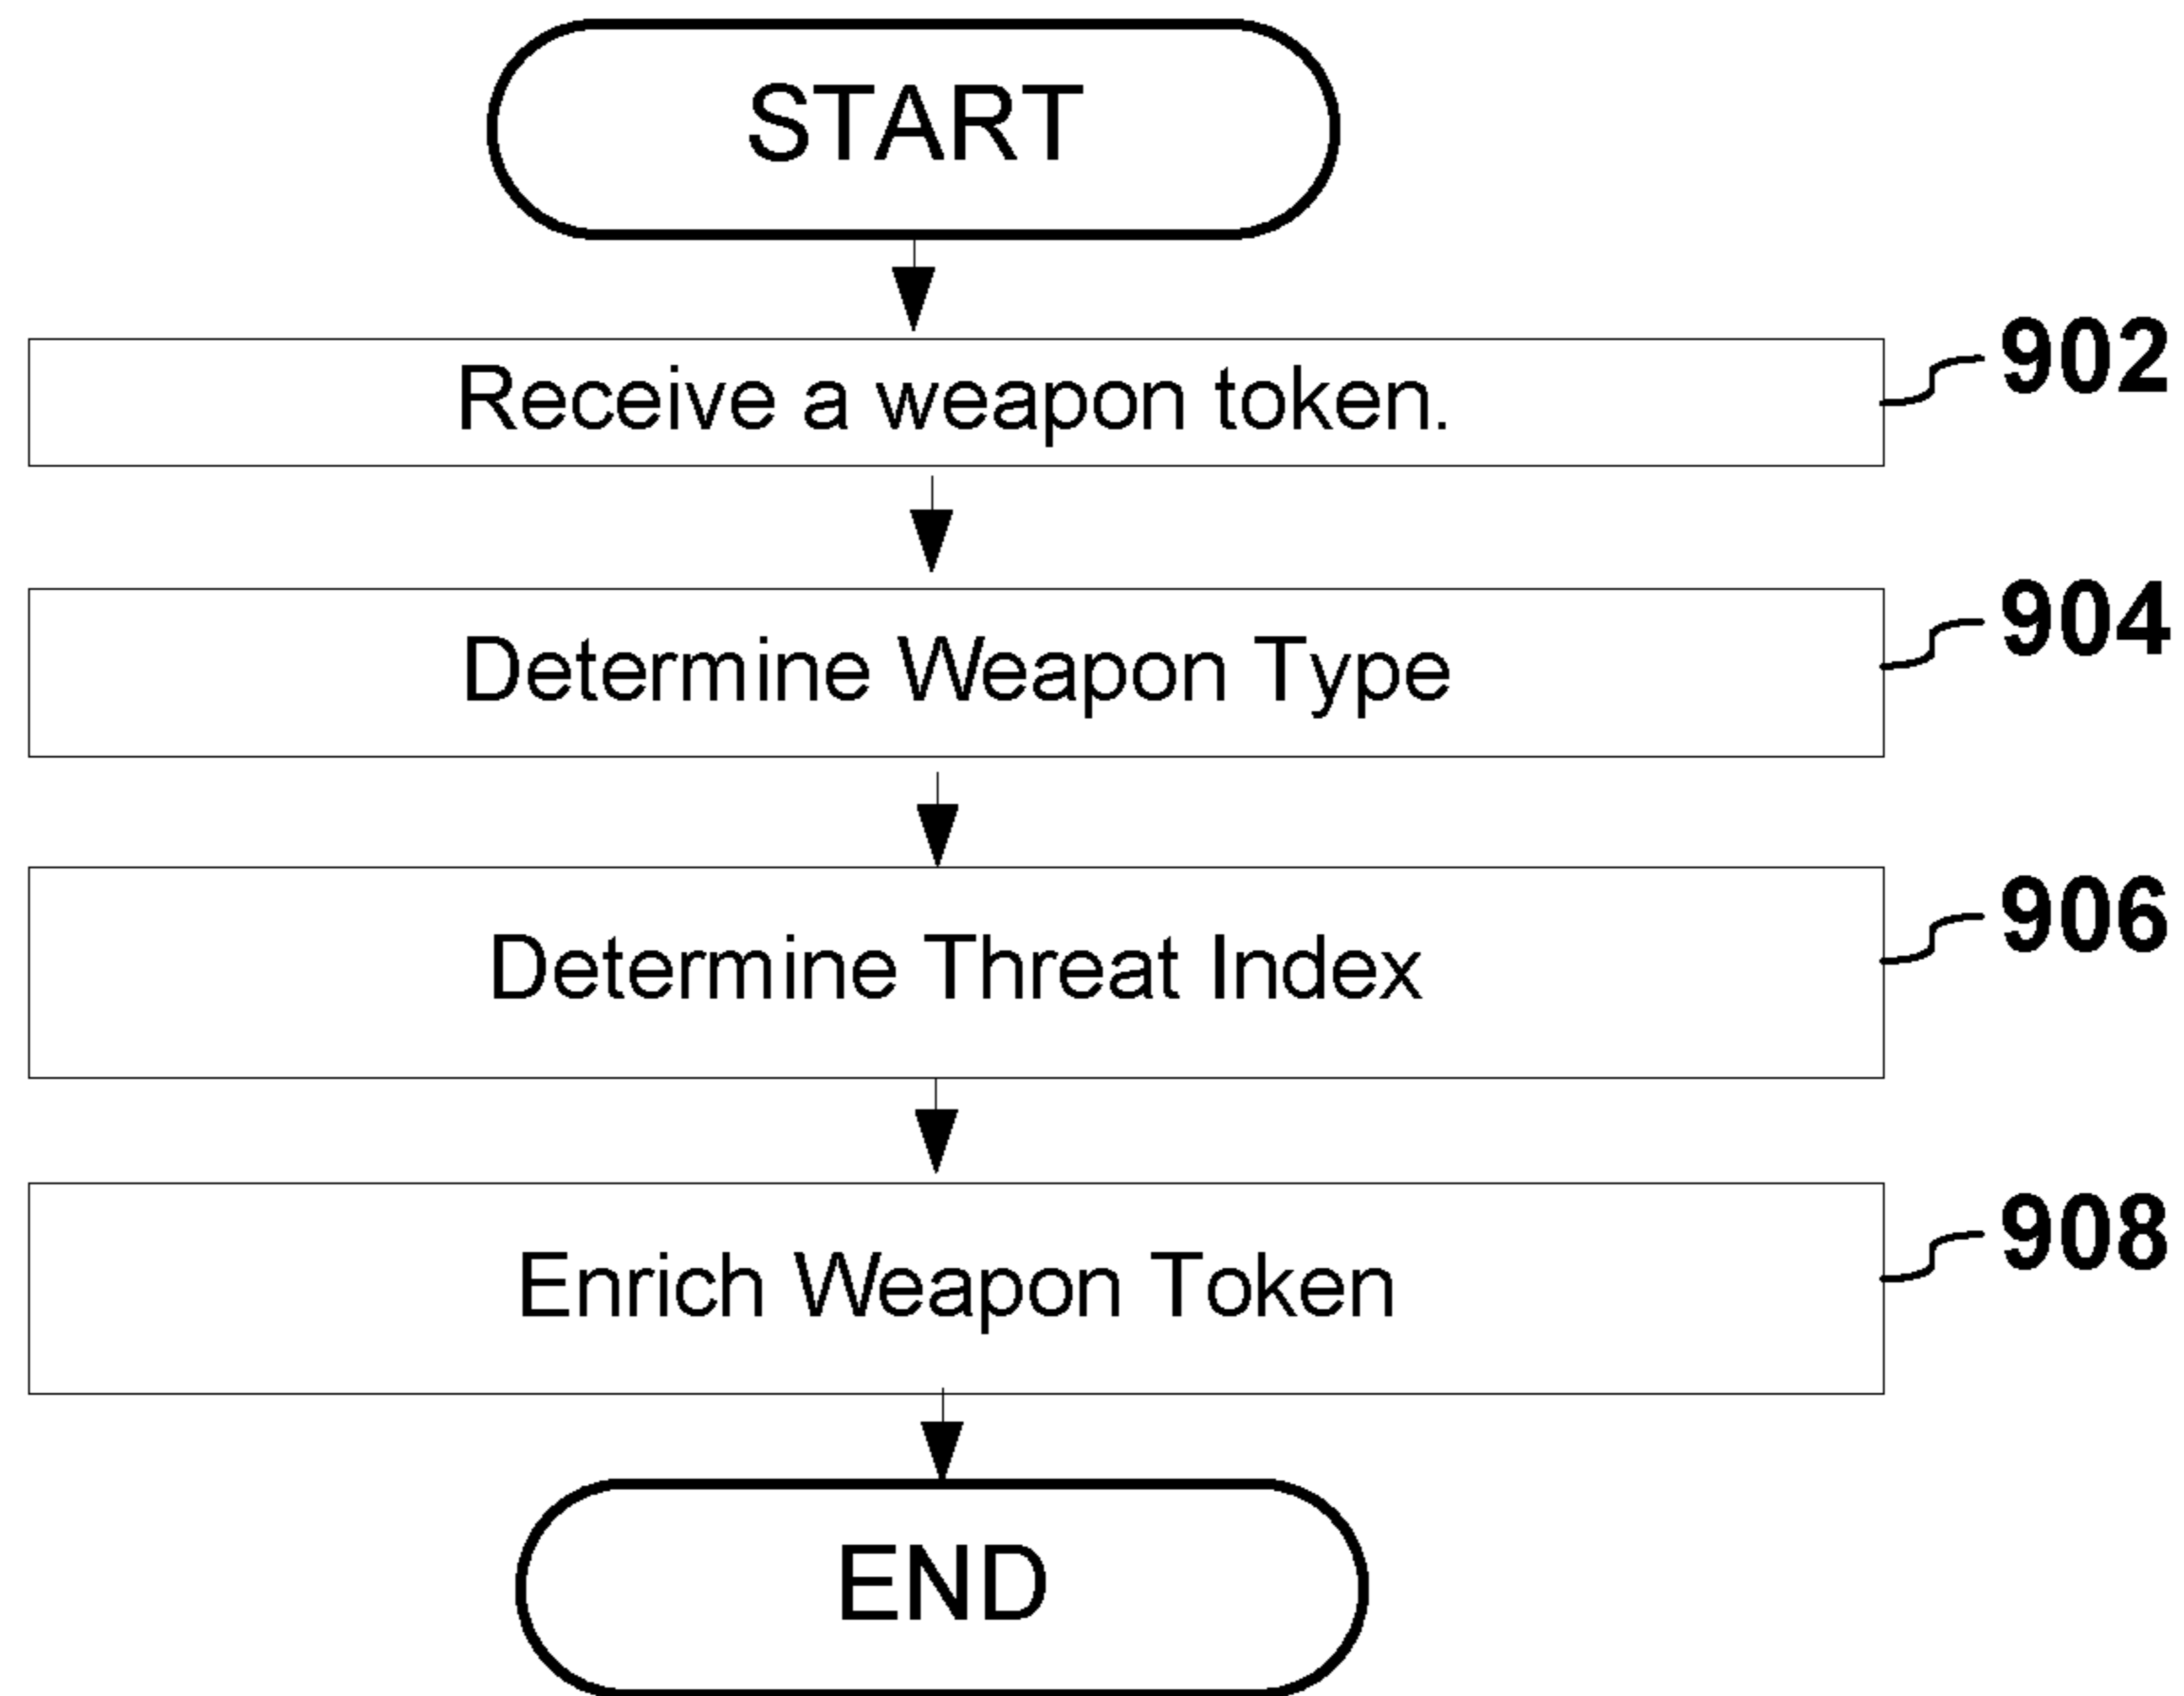 START
Receive a weapon token.
902
Determine Weapon Type
904
Determine Threat Index
906
Enrich Weapon Token
908
END